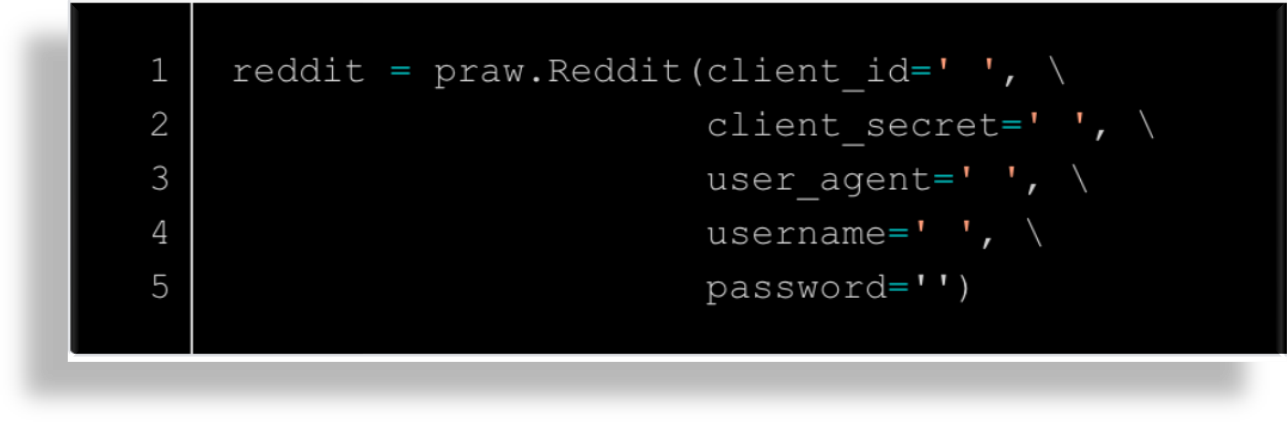 1 reddit = praw.Reddit(client_id=' ', \
2 client_secret=' ', \
3 user_agent=' ', \
4 username=' ', \
5 password='')